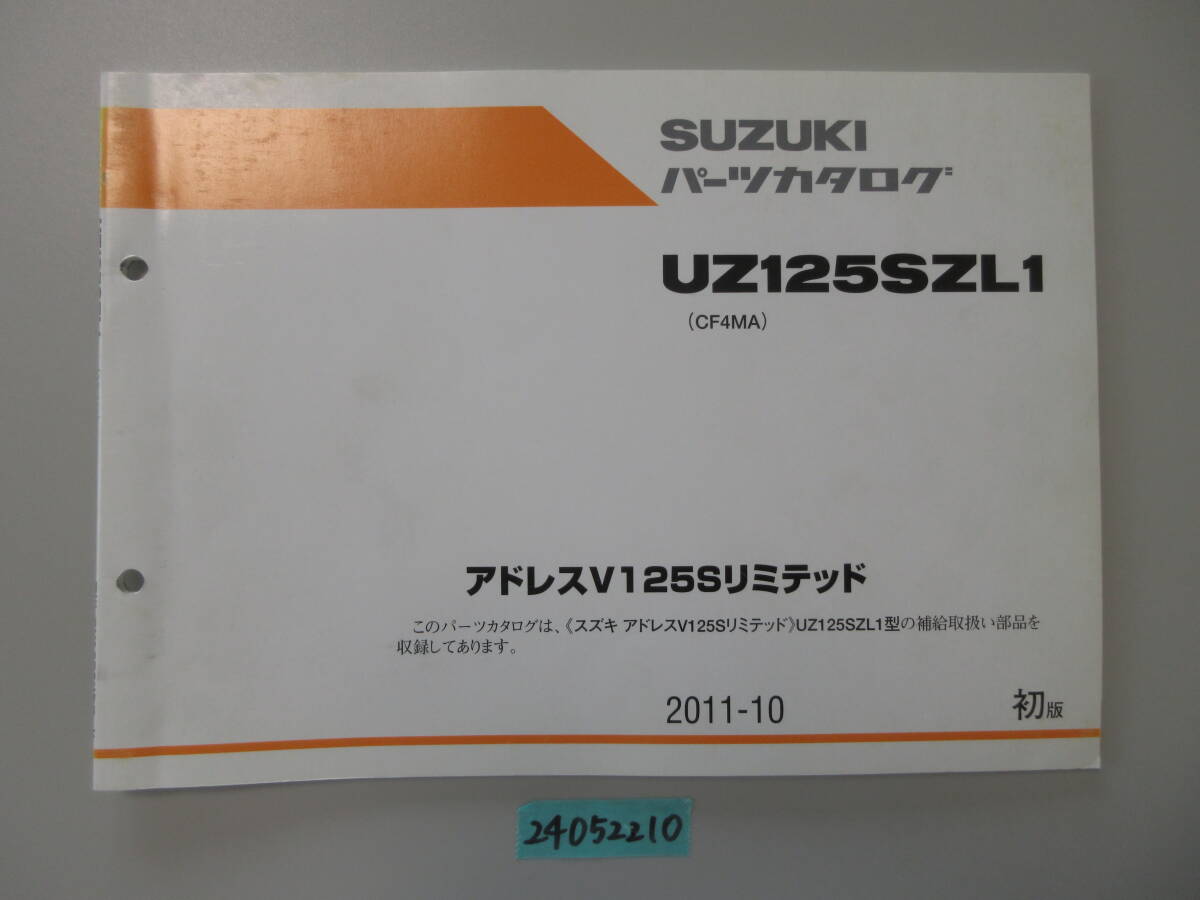 SUZUKI
パーツカタログ
UZ125SZL1
(CF4MA)
アドレスV125Sリミテッド
このパーツカタログは、《スズキ アドレスV125Sリミテッド》UZ125SZL1型の補給取扱い部品を
収録してあります。
2011-10 初版
24052210